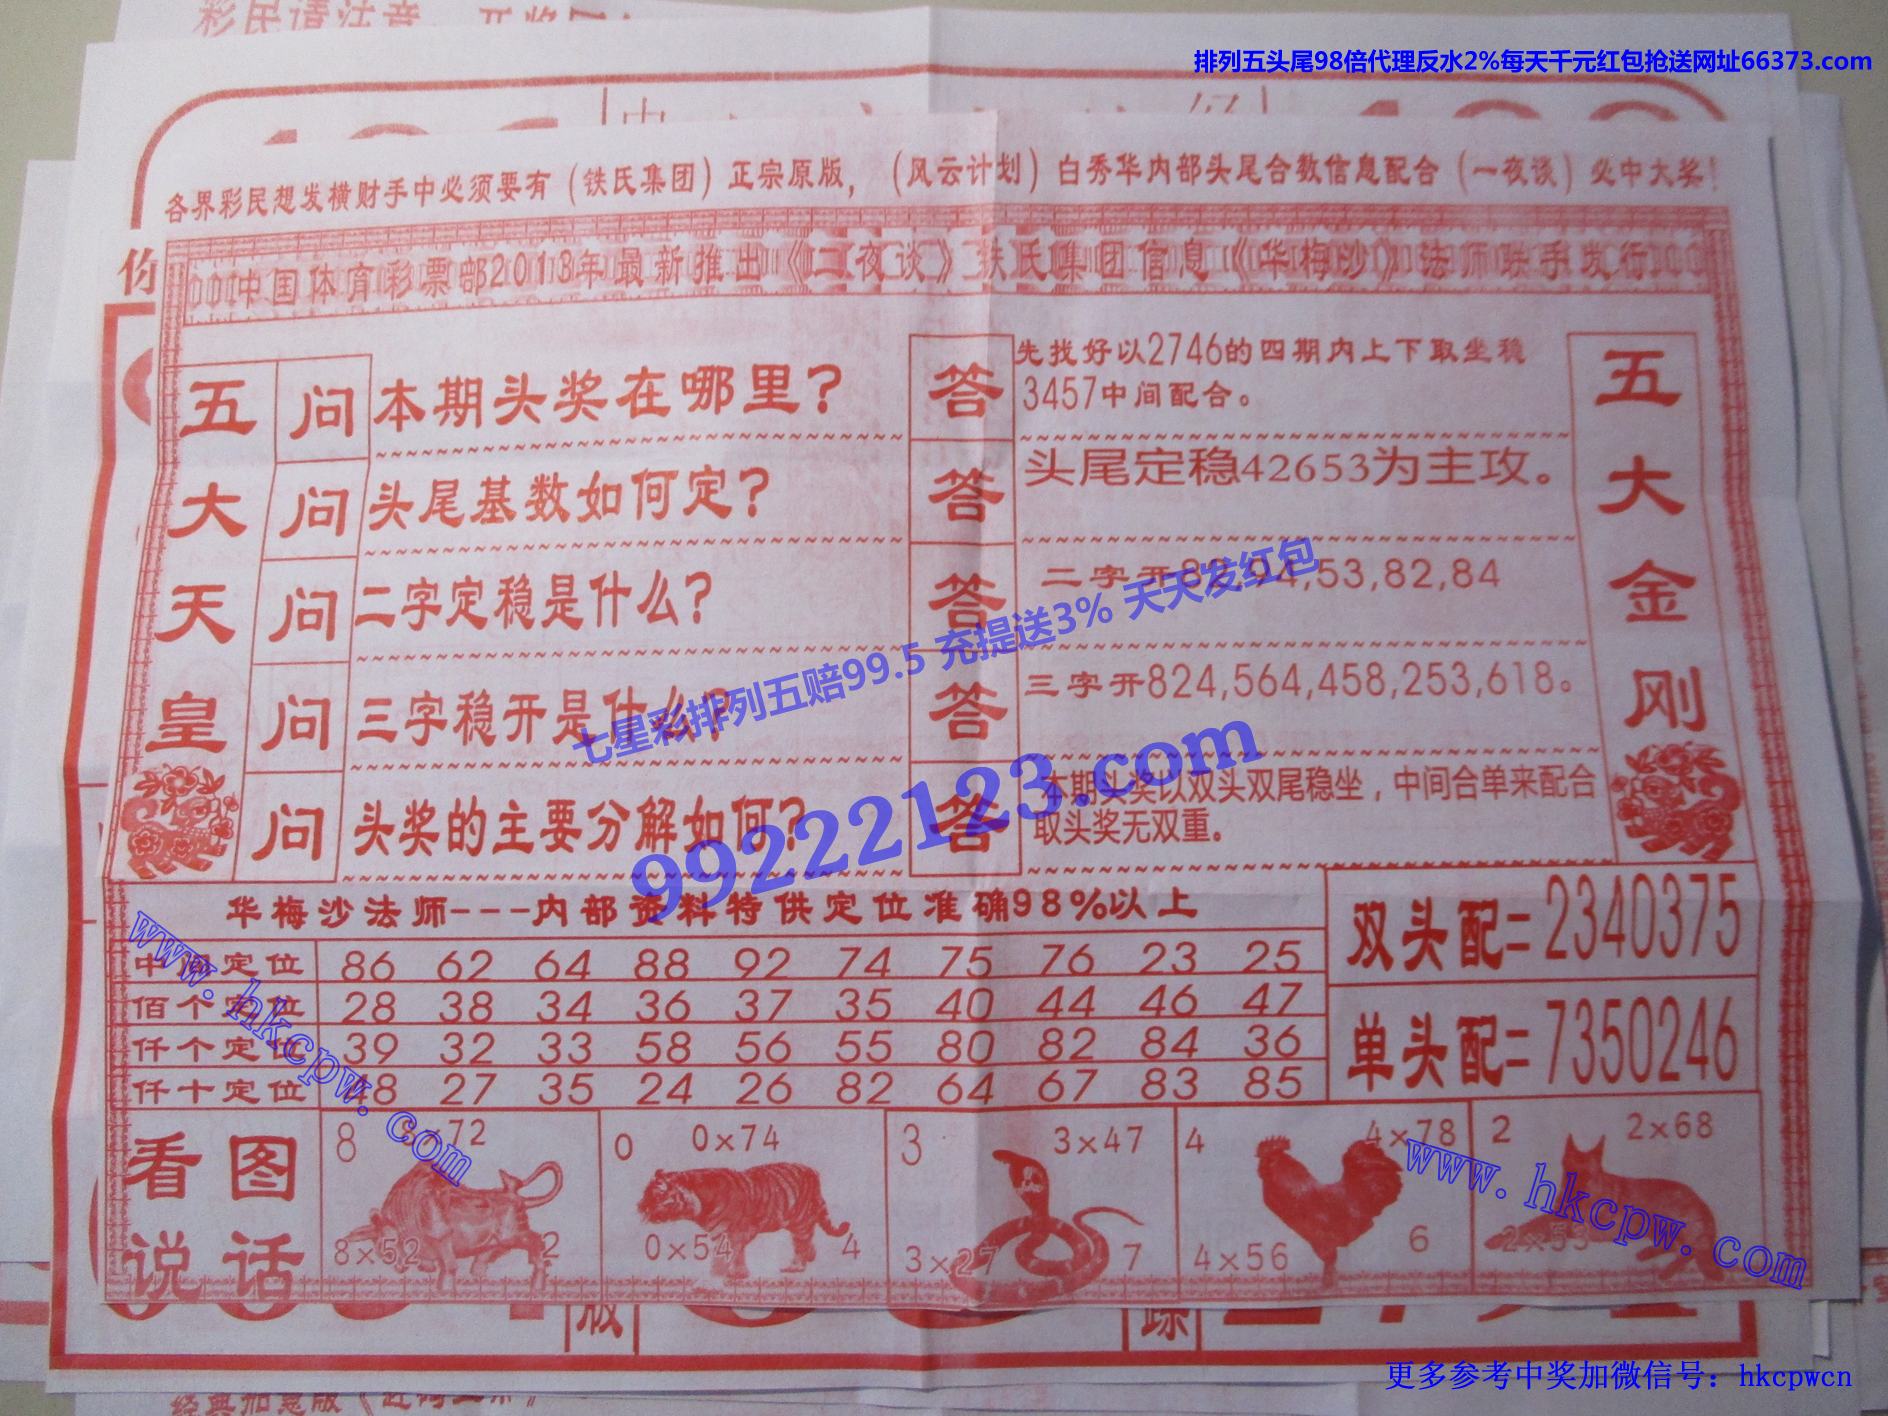 彩民请注意
排列五头尾98倍代理反水2%每天千元红包抢送网址66373.com
各界彩民想发横财手中必须要有（铁氏集团）正宗原版，（风云计划）白秀华内部头尾合数信息配合（一夜谈）必中大奖！
中国体育彩票部2013年最新推出《二夜谈》铁氏集团信息《华梅沙》法师联手发行
五大天皇
问 本期头奖在哪里？
答 先找好以2746的四期内上下取坐稳
3457中间配合。
问 头尾基数如何定？
答 头尾定稳42653为主攻。
问 二字定稳是什么？
答 二字开82,94,53,82,84
问 三字稳开是什么？
答 三字开824,564,458,253,618。
问 头奖的主要分解如何？
答 本期头奖以双头双尾稳坐，中间合单来配合
取头奖无双重。
五大金刚
七星彩排列五赔99.5 充提送3% 天天发红包
99222123.com
华梅沙法师---内部资料特供定位准确98%以上
中间定位 86 62 64 88 92 74 75 76 23 25
佰个定位 28 38 34 36 37 35 40 44 46 47
仟个定位 39 32 33 58 56 55 80 82 84 36
仟十定位 48 27 35 24 26 82 64 67 83 85
双头配=2340375
单头配=7350246
www.hkcpw.com
看图
说话
8 x72
8x52 2
0 0x74
0x54 4
3 3x47
3x27 7
4 4x78
4x56 6
2 2x68
2x53
www.hkcpw.com
版
踪
更多参考中奖加微信号：hkcpwcn